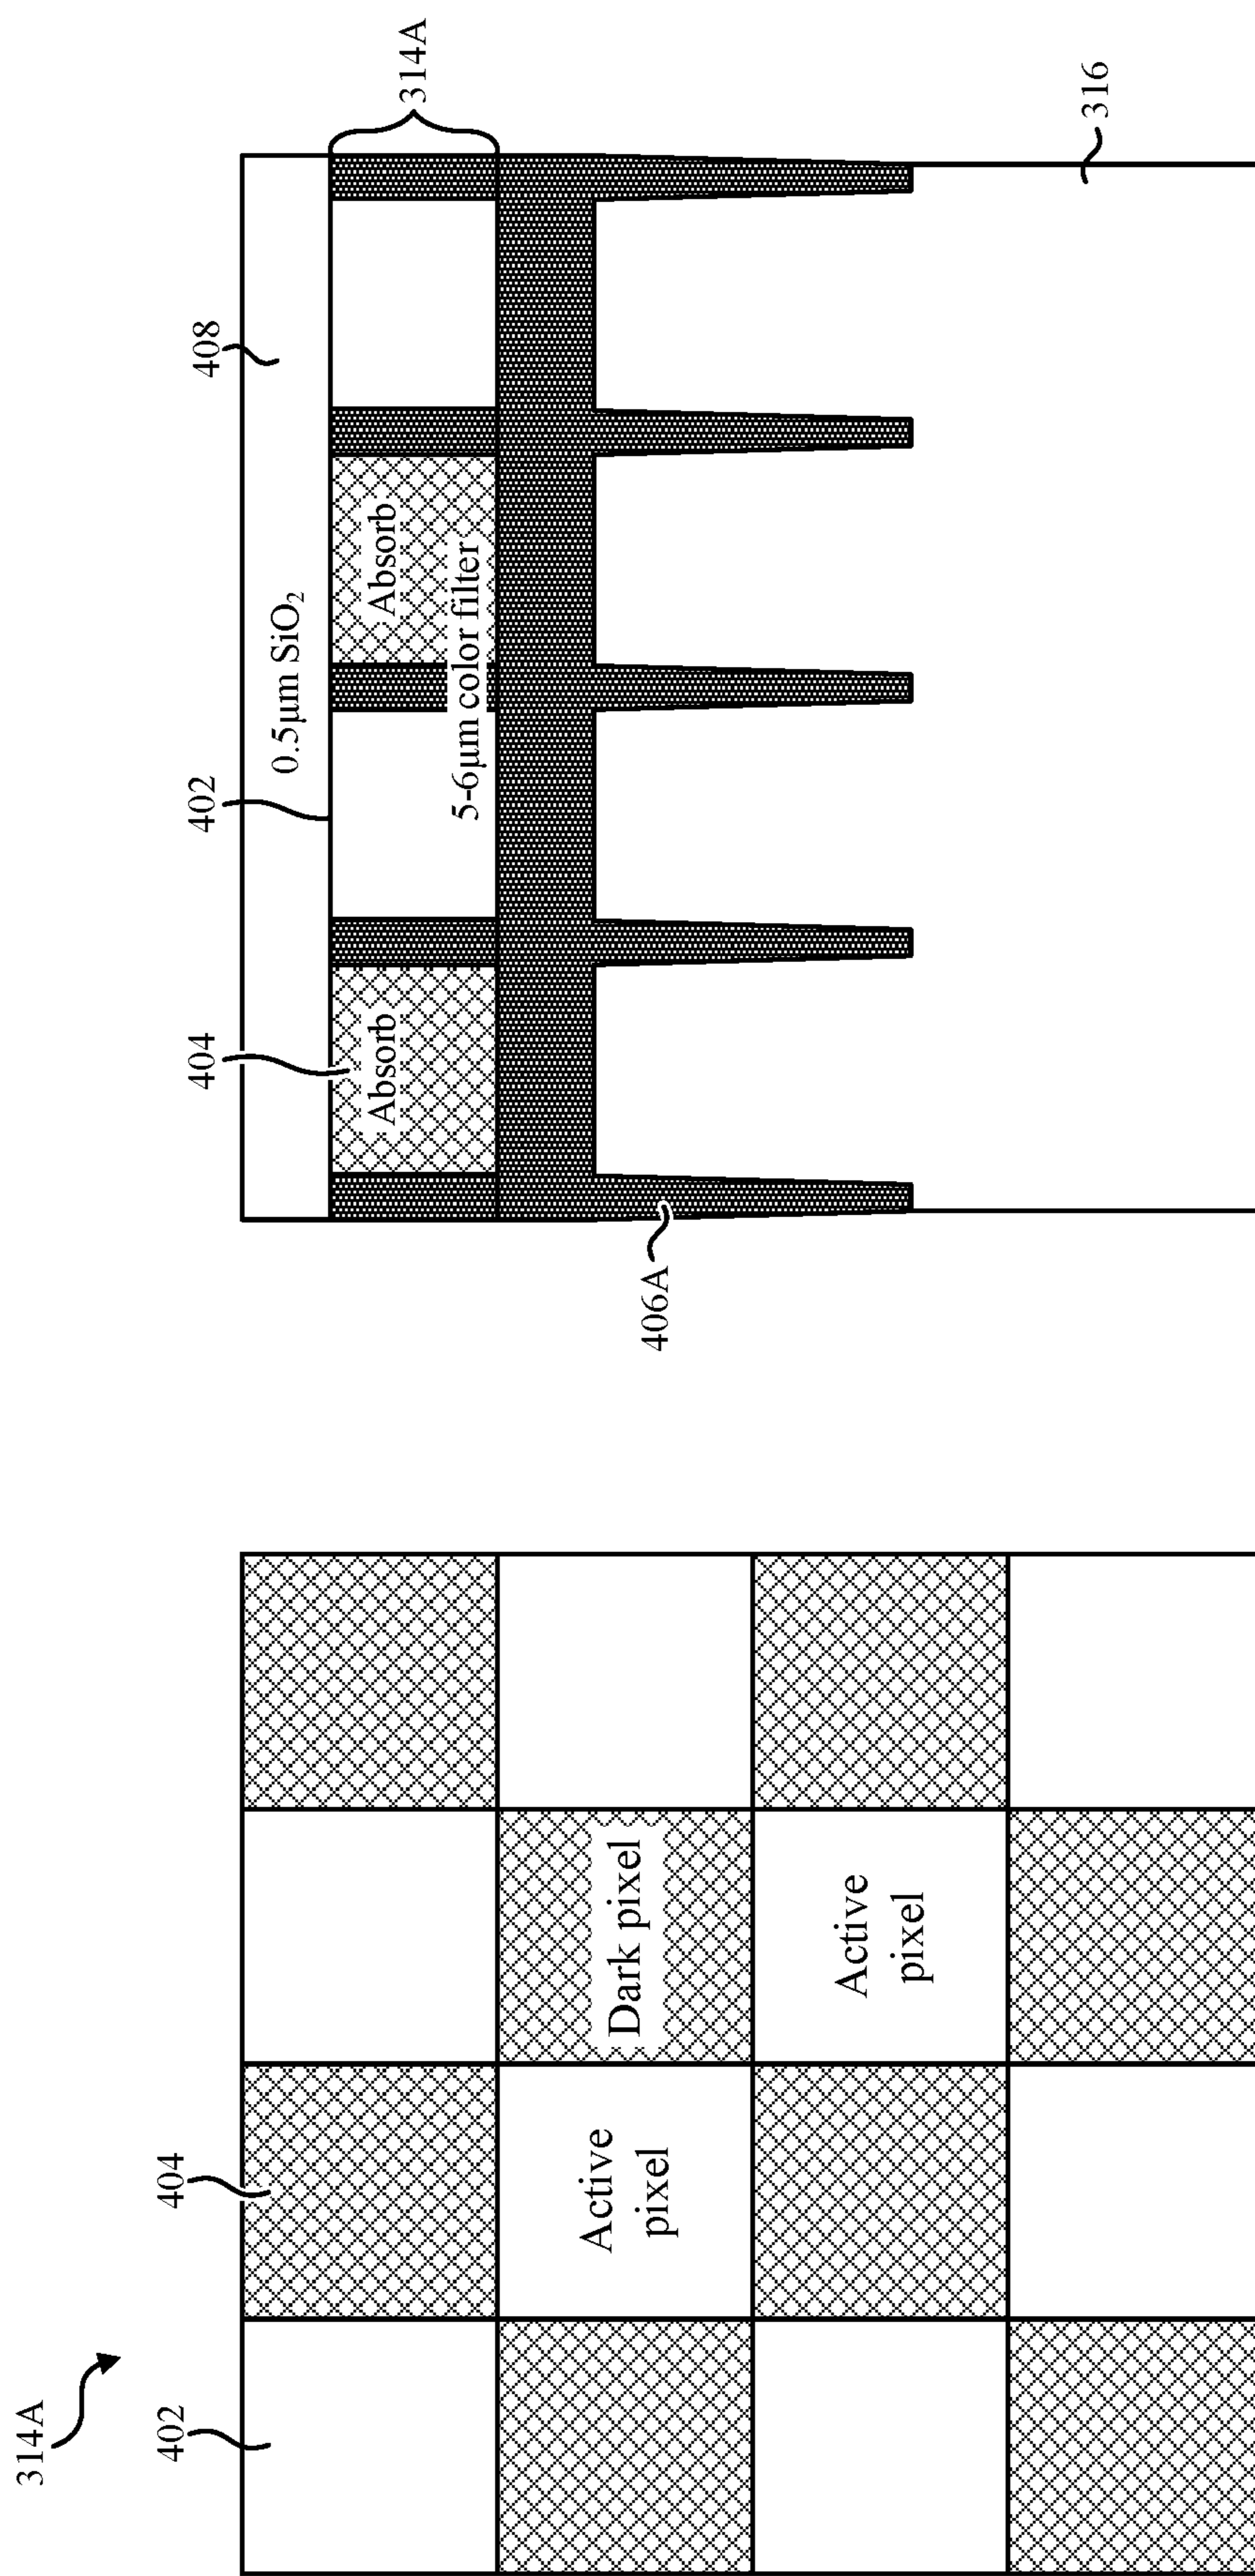 314A
402
404
Active
pixel
Dark pixel
Active
pixel
404
402
408
0.5μm SiO₂
314A
Absorb
Absorb
5-6μm color filter
406A
316